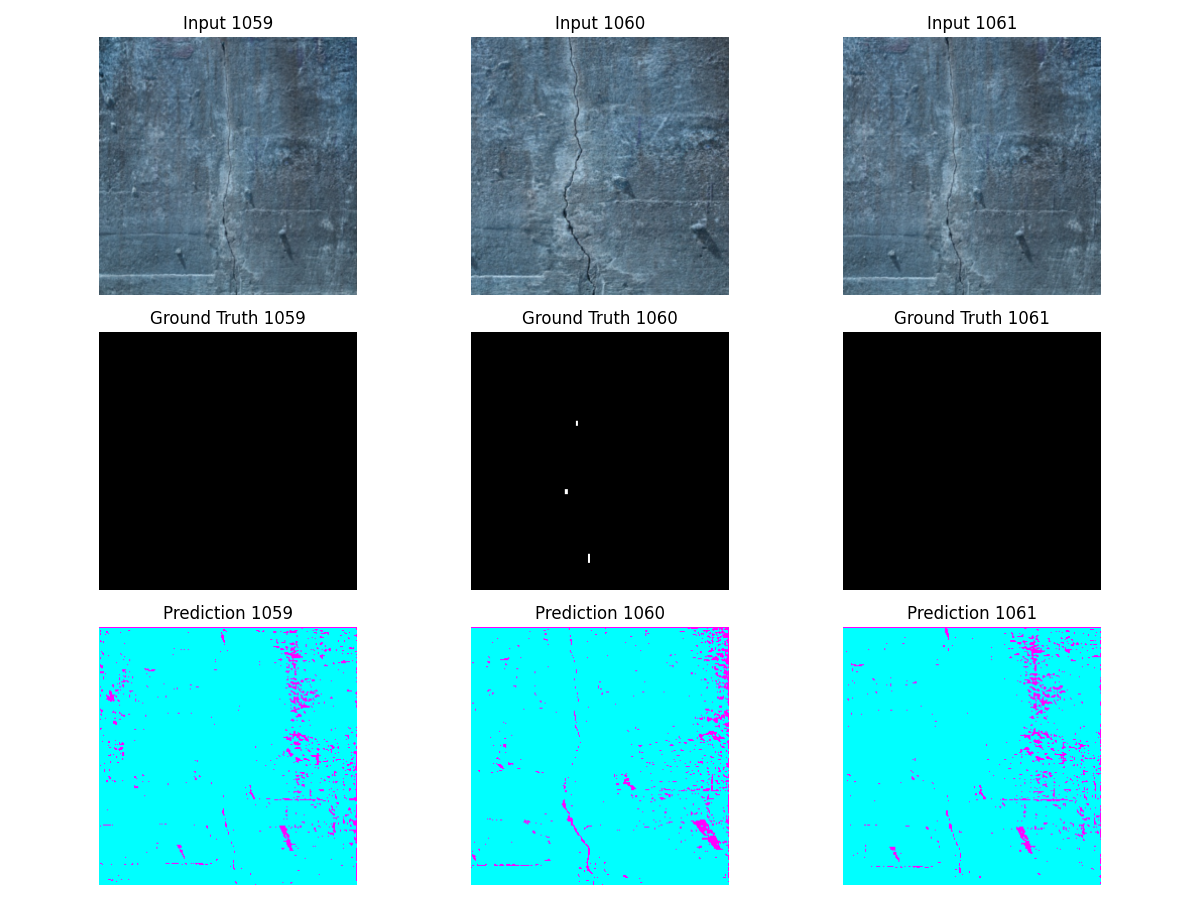 Input 1059
Input 1060
Input 1061
Ground Truth 1059
Ground Truth 1060
Ground Truth 1061
Prediction 1059
Prediction 1060
Prediction 1061